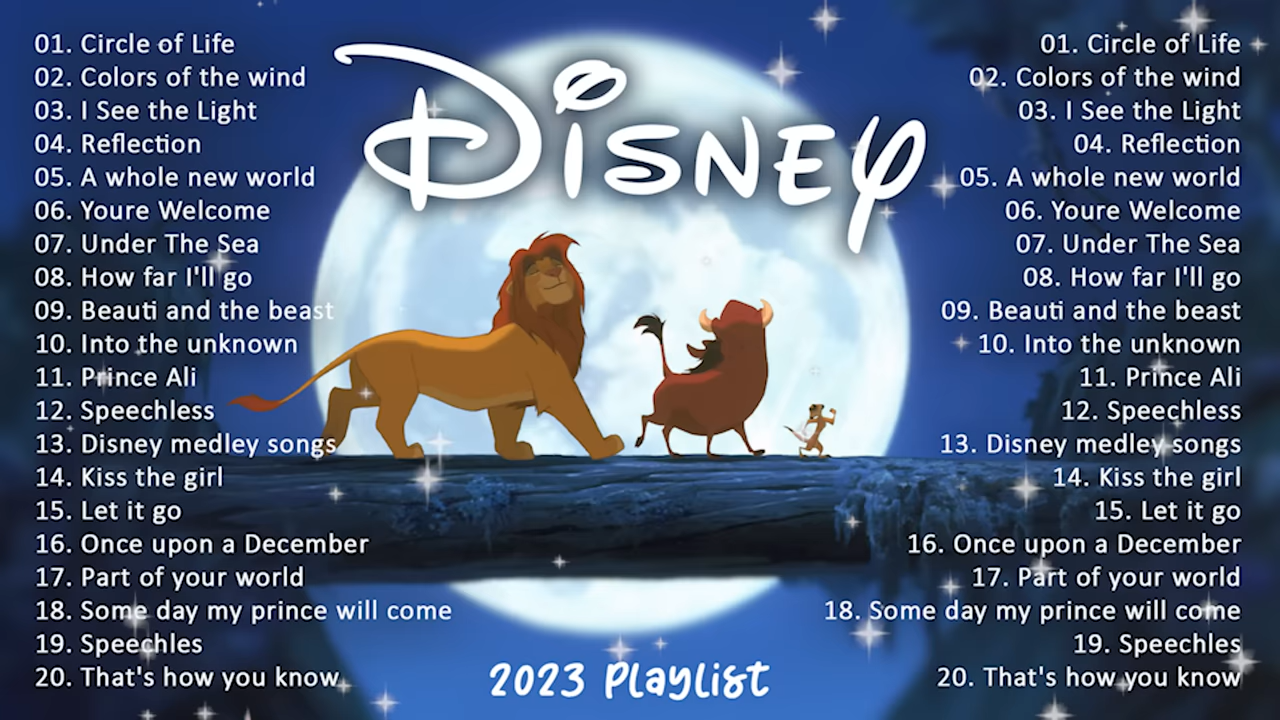 Disney
01. Circle of Life
02. Colors of the wind
03. I See the Light
04. Reflection
05. A whole new world
06. Youre Welcome
07. Under The Sea
08. How far I'll go
09. Beauti and the beast
10. Into the unknown
11. Prince Ali
12. Speechless
13. Disney medley songs
14. Kiss the girl
15. Let it go
16. Once upon a December
17. Part of your world
18. Some day my prince will come
19. Speechles
20. That's how you know
01. Circle of Life
02. Colors of the wind
03. I See the Light
04. Reflection
05. A whole new world
06. Youre Welcome
07. Under The Sea
08. How far I'll go
09. Beauti and the beast
10. Into the unknown
11. Prince Ali
12. Speechless
13. Disney medley songs
14. Kiss the girl
15. Let it go
16. Once upon a December
17. Part of your world
18. Some day my prince will come
19. Speechles
20. That's how you know
2023 Playlist